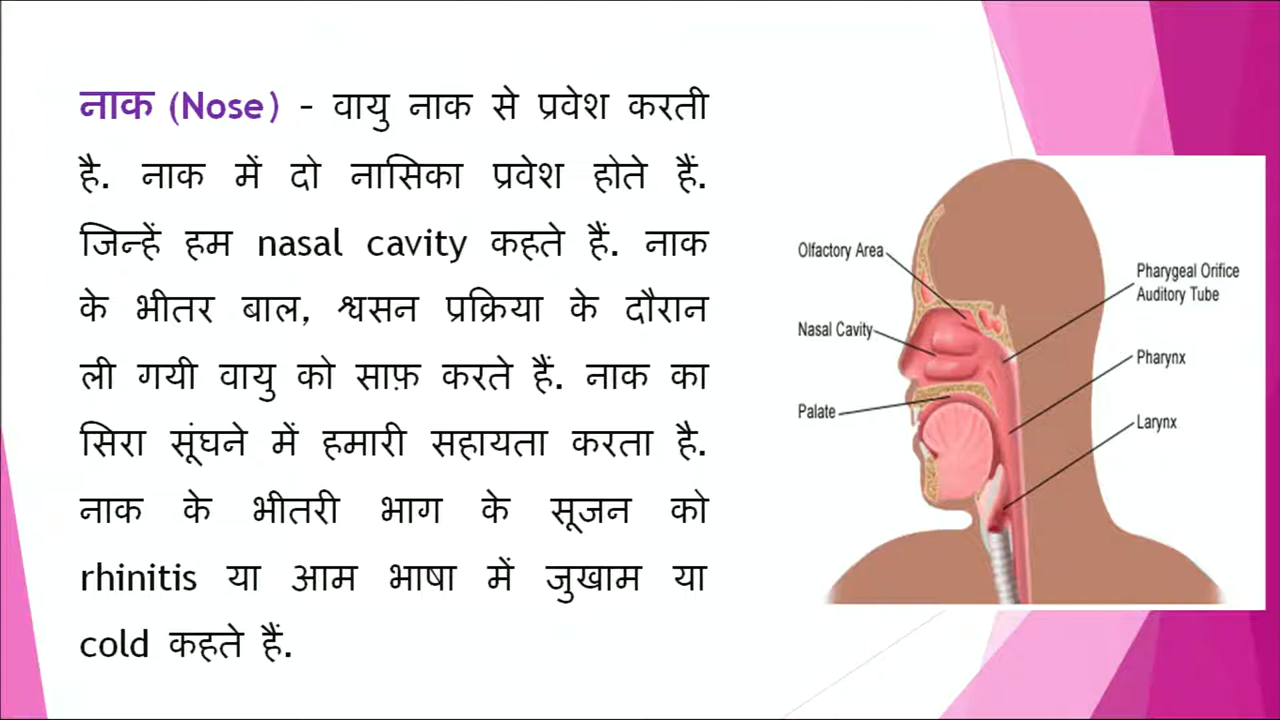 नाक (Nose) - वायु नाक से प्रवेश करती
है. नाक में दो नासिका प्रवेश होते हैं.
जिन्हें हम nasal cavity कहते हैं. नाक
के भीतर बाल, श्वसन प्रक्रिया के दौरान
ली गयी वायु को साफ़ करते हैं. नाक का
सिरा सूंघने में हमारी सहायता करता है.
नाक के भीतरी भाग के सूजन को
rhinitis या आम भाषा में जुखाम या
cold कहते हैं.
Olfactory Area
Nasal Cavity
Palate
Pharygeal Orifice
Auditory Tube
Pharynx
Larynx